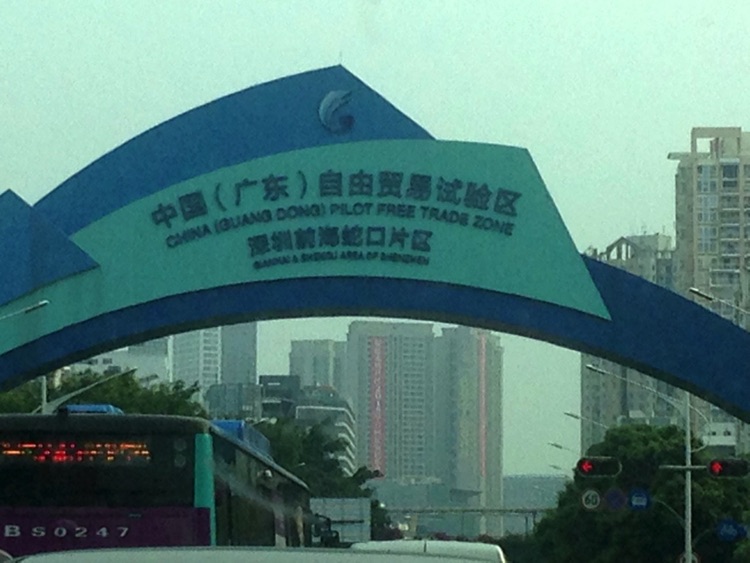 中国（广东）自由贸易试验区
CHINA (GUANG DONG) PILOT FREE TRADE ZONE
深圳前海蛇口片区
QIANHAI & SHEKOU AREA OF SHENZHEN
BS0247
60